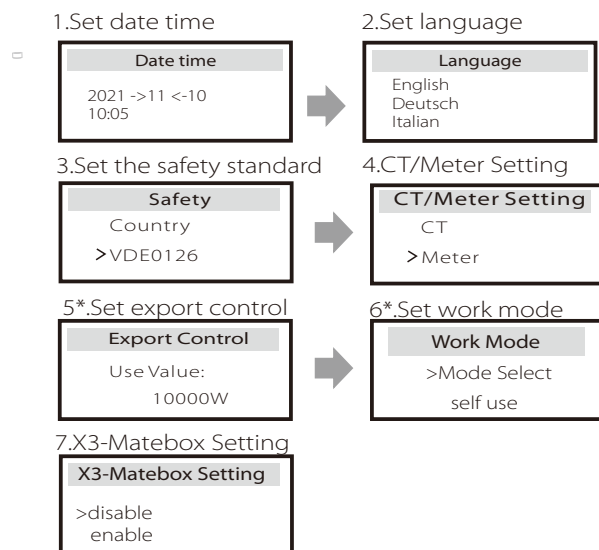 1.Set date time
Date time
2021 ->11 <-10
10:05
2.Set language
Language
English
Deutsch
Italian
3.Set the safety standard
Safety
Country
>VDE0126
4.CT/Meter Setting
CT/Meter Setting
CT
>Meter
5*.Set export control
Export Control
Use Value:
10000W
6*.Set work mode
Work Mode
>Mode Select
self use
7.X3-Matebox Setting
X3-Matebox Setting
>disable
enable